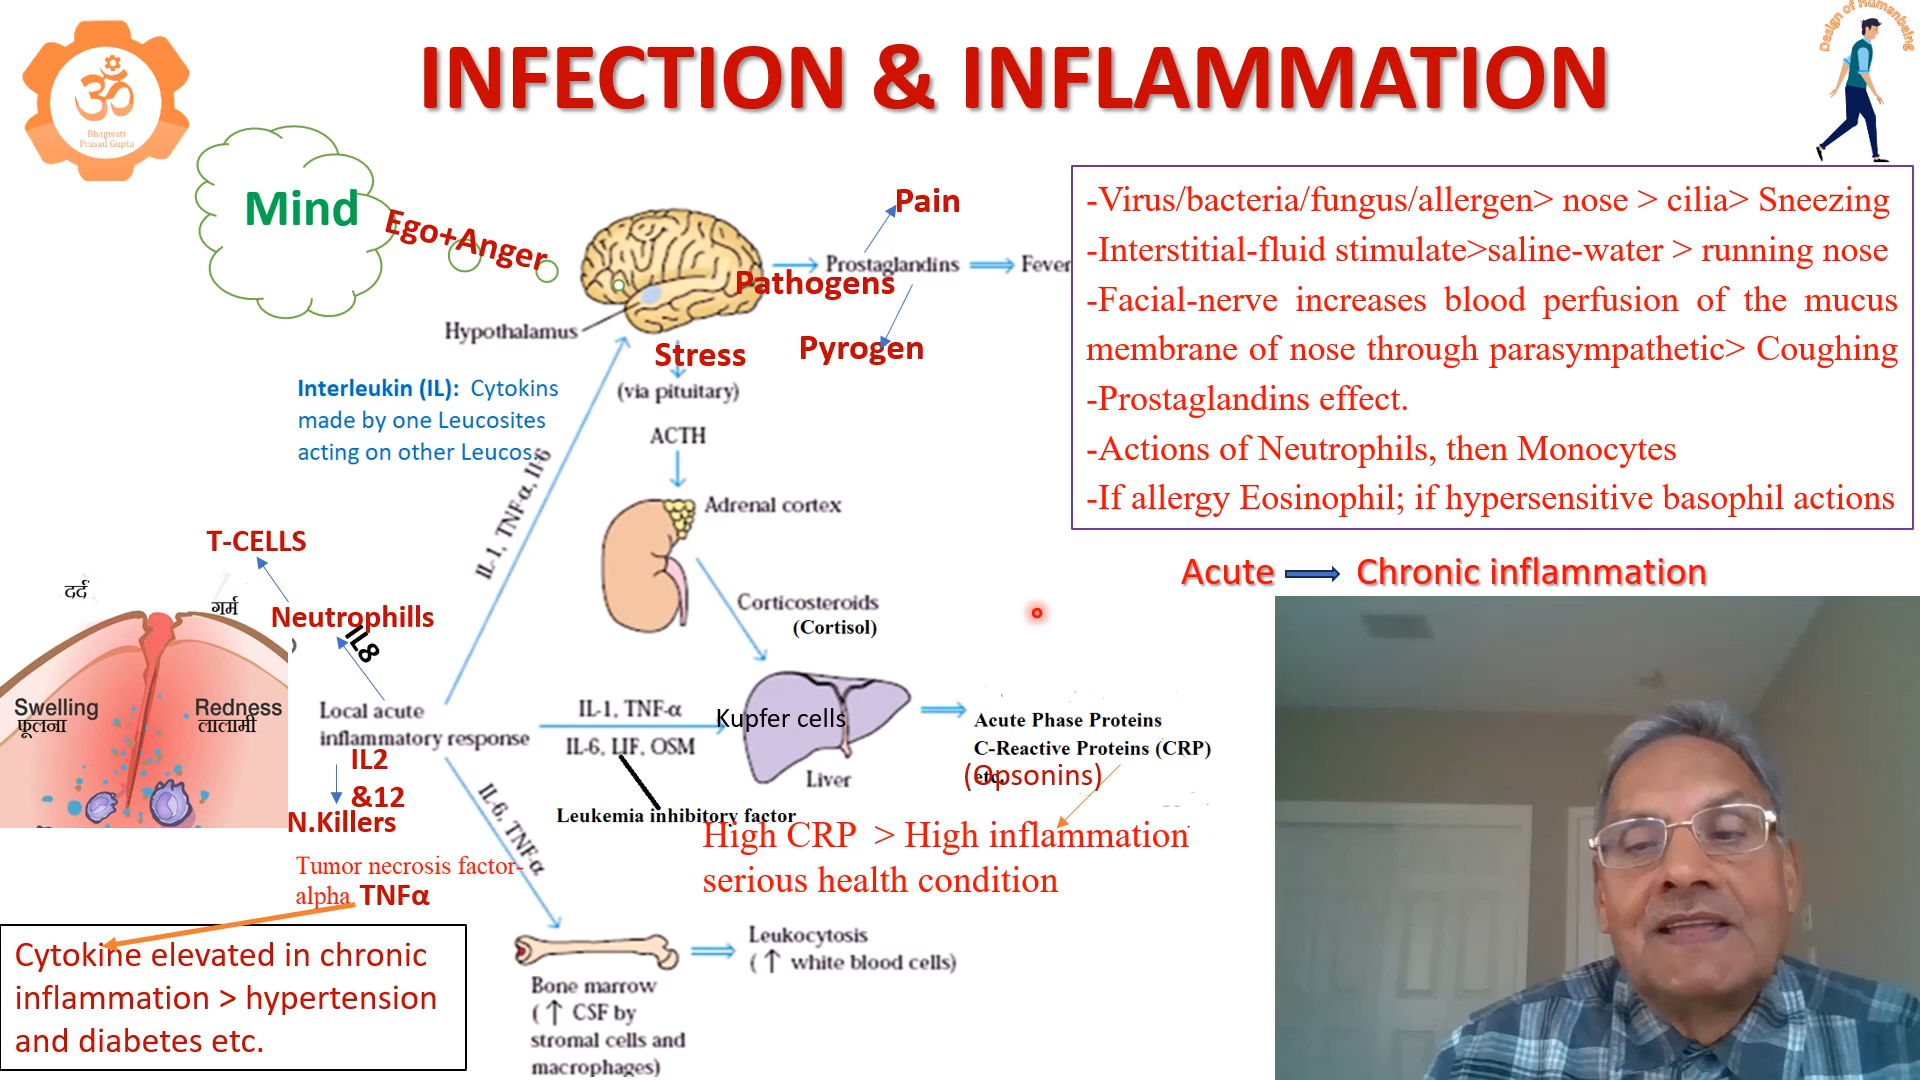 INFECTION & INFLAMMATION
Bhagwati
Prasad Gupta
Design of Humanbeing
Mind
Ego+Anger
Pain
Prostaglandins
Fever
Pathogens
Hypothalamus
Stress
Pyrogen
(via pituitary)
ACTH
Interleukin (IL): Cytokins
made by one Leucosites
acting on other Leucos.
IL-1, TNF-α, Il-6
Adrenal cortex
Corticosteroids
(Cortisol)
-Virus/bacteria/fungus/allergen> nose > cilia> Sneezing
-Interstitial-fluid stimulate>saline-water > running nose
-Facial-nerve increases blood perfusion of the mucus
membrane of nose through parasympathetic> Coughing
-Prostaglandins effect.
-Actions of Neutrophils, then Monocytes
-If allergy Eosinophil; if hypersensitive basophil actions
Acute
Chronic inflammation
T-CELLS
Neutrophills
IL8
दर्द
गर्म
Swelling
फूलना
Redness
लालामी
Local acute
inflammatory response
IL2
&12
N.Killers
IL-1, TNF-α
IL-6, LIF, OSM
Kupfer cells
Liver
Acute Phase Proteins
C-Reactive Proteins (CRP)
etc.
(Opsonins)
Leukemia inhibitory factor
High CRP > High inflammation
serious health condition
IL-6, TNF-α
Tumor necrosis factor-
alpha TNFα
Cytokine elevated in chronic
inflammation > hypertension
and diabetes etc.
Leukocytosis
(↑ white blood cells)
Bone marrow
(↑ CSF by
stromal cells and
macrophages)